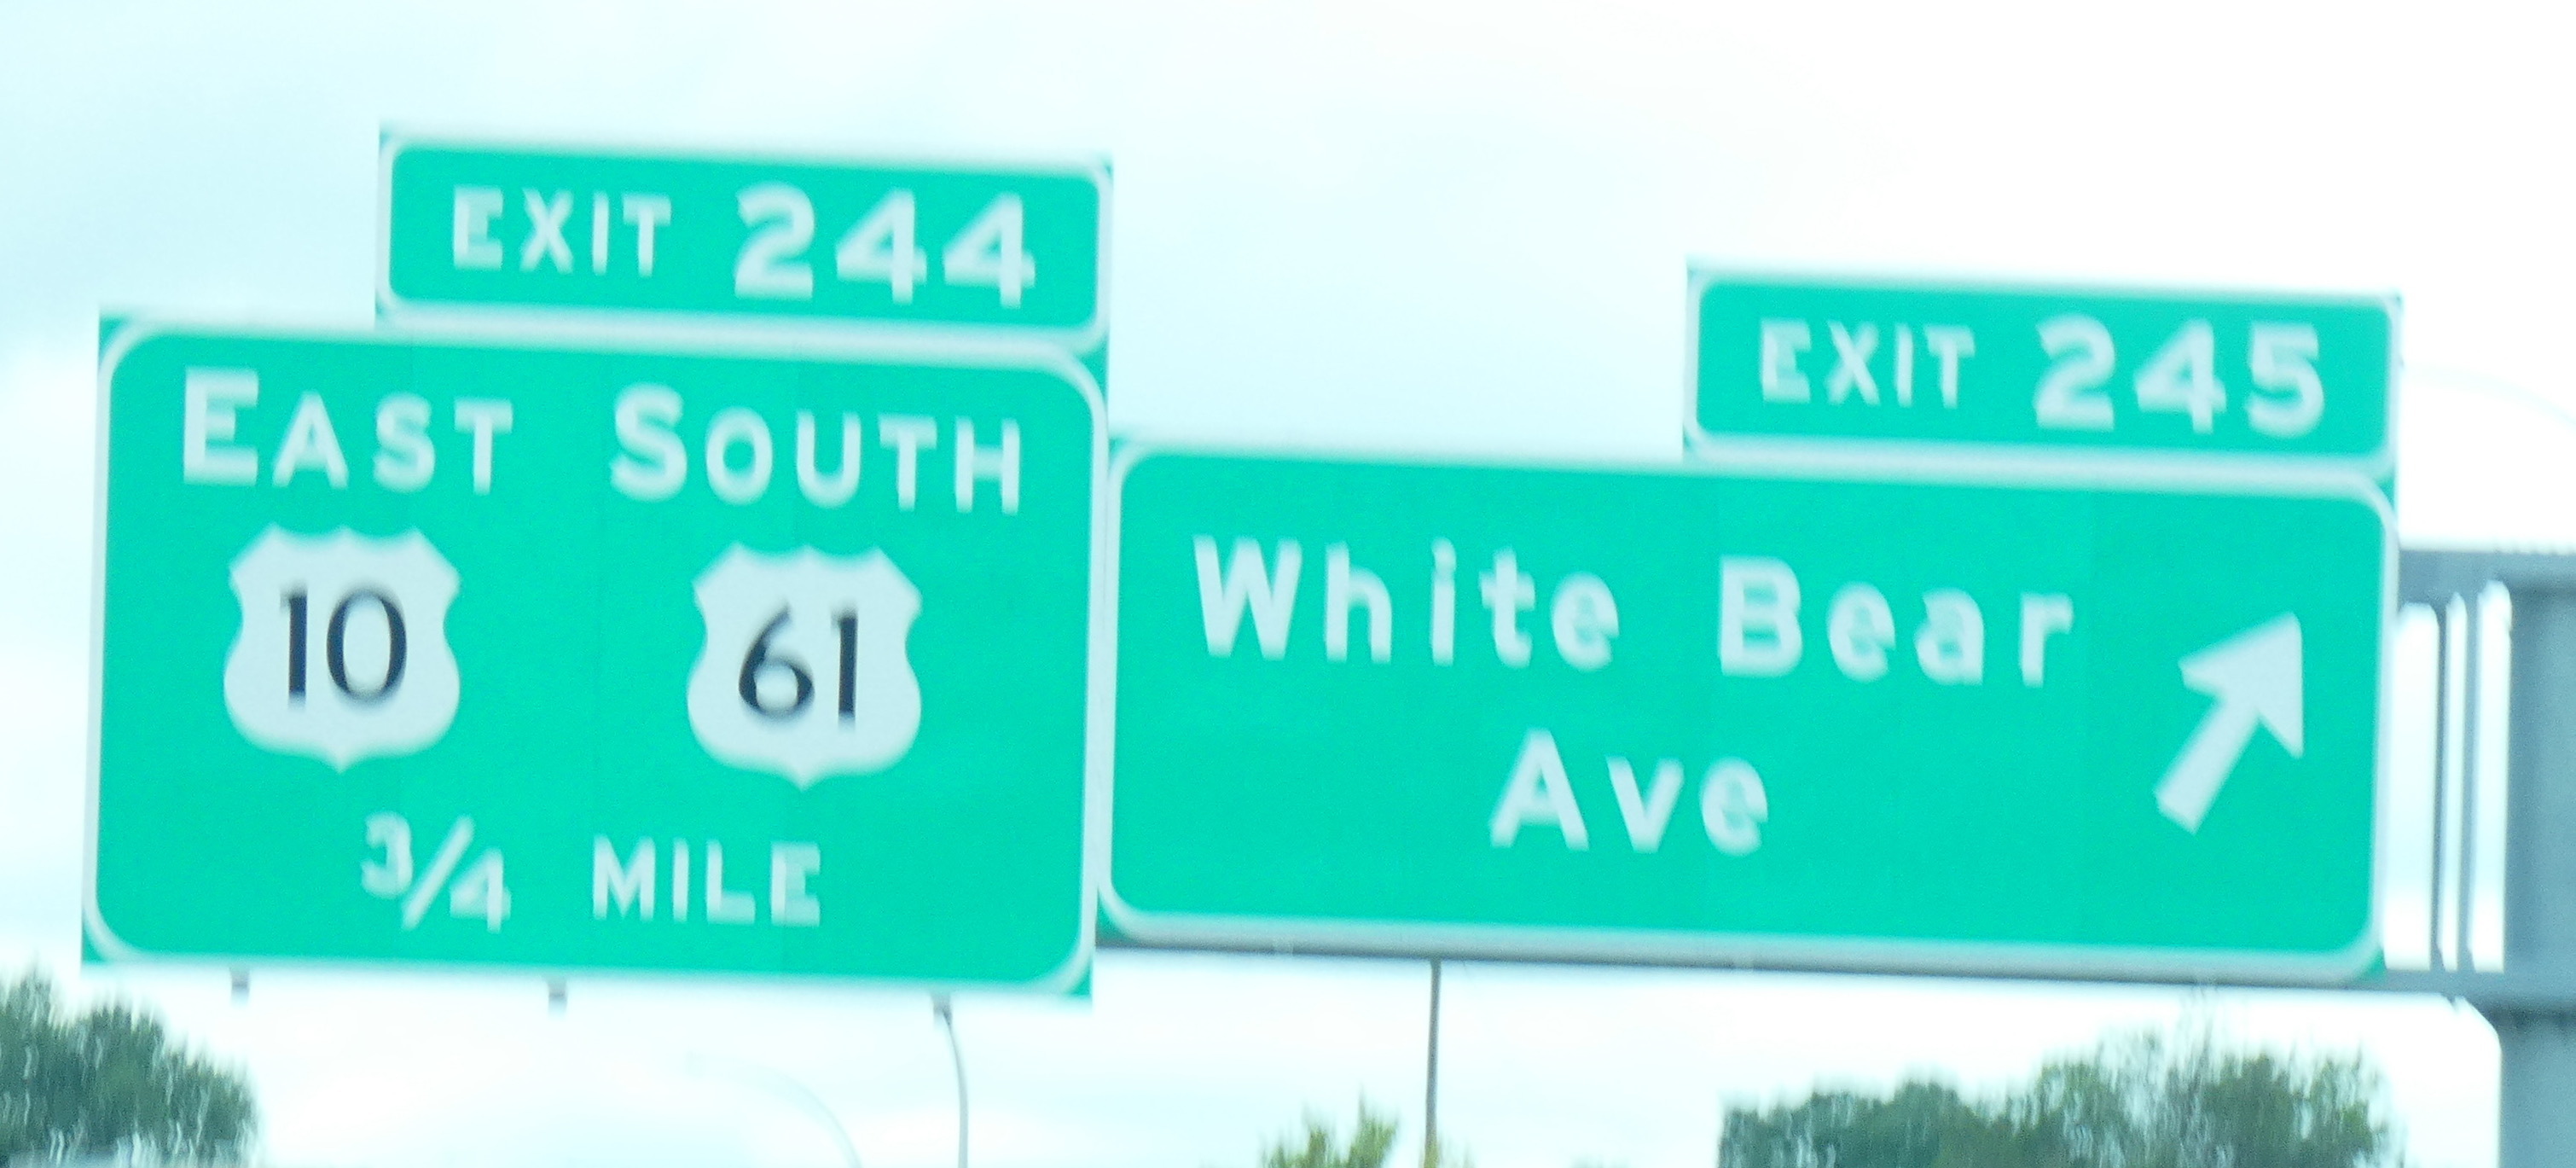 EXIT 244
EAST SOUTH
10 61
3/4 MILE
EXIT 245
White Bear
Ave